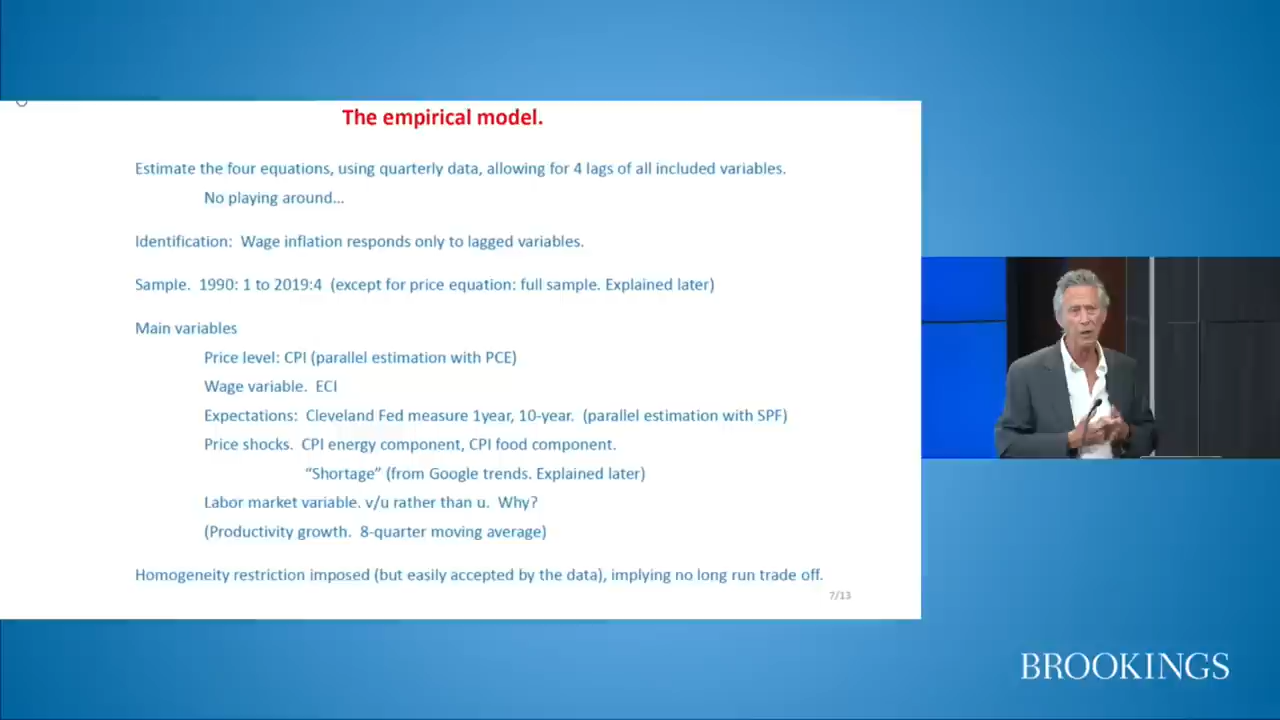 The empirical model.
Estimate the four equations, using quarterly data, allowing for 4 lags of all included variables.
No playing around...
Identification: Wage inflation responds only to lagged variables.
Sample. 1990: 1 to 2019:4 (except for price equation: full sample. Explained later)
Main variables
Price level: CPI (parallel estimation with PCE)
Wage variable. ECI
Expectations: Cleveland Fed measure 1year, 10-year. (parallel estimation with SPF)
Price shocks. CPI energy component, CPI food component.
“Shortage” (from Google trends. Explained later)
Labor market variable. v/u rather than u. Why?
(Productivity growth. 8-quarter moving average)
Homogeneity restriction imposed (but easily accepted by the data), implying no long run trade off.
7/13
BROOKINGS